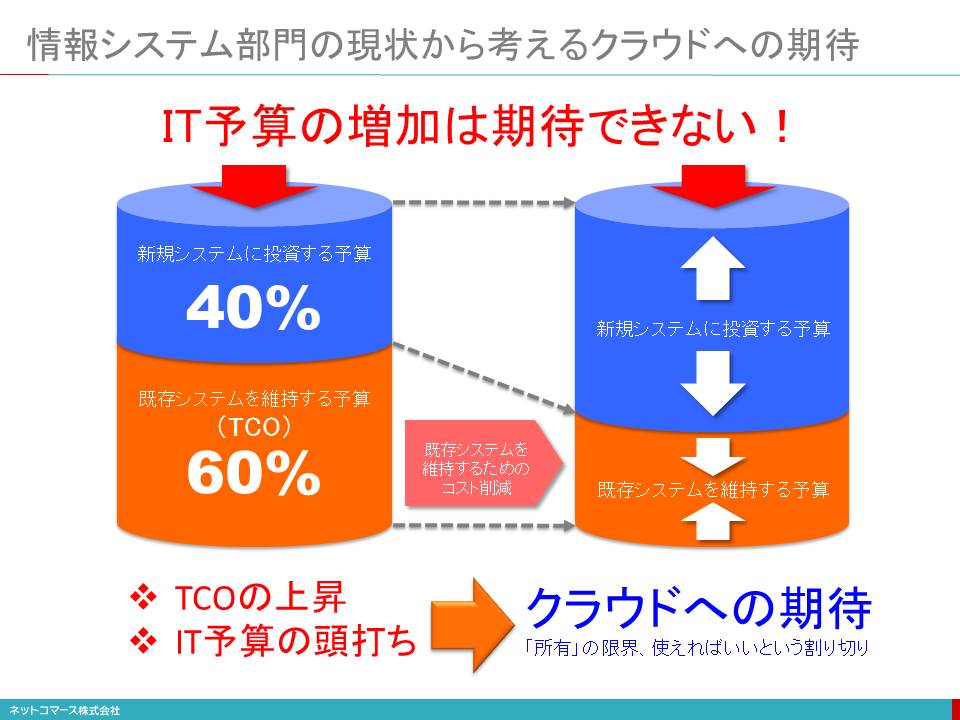 情報システム部門の現状から考えるクラウドへの期待
IT予算の増加は期待できない！
新規システムに投資する予算
40%
既存システムを維持する予算
（TCO）
60%
既存システムを
維持するための
コスト削減
新規システムに投資する予算
既存システムを維持する予算
❖ TCOの上昇
❖ IT予算の頭打ち
クラウドへの期待
「所有」の限界、使えればいいという割り切り
ネットコマース株式会社